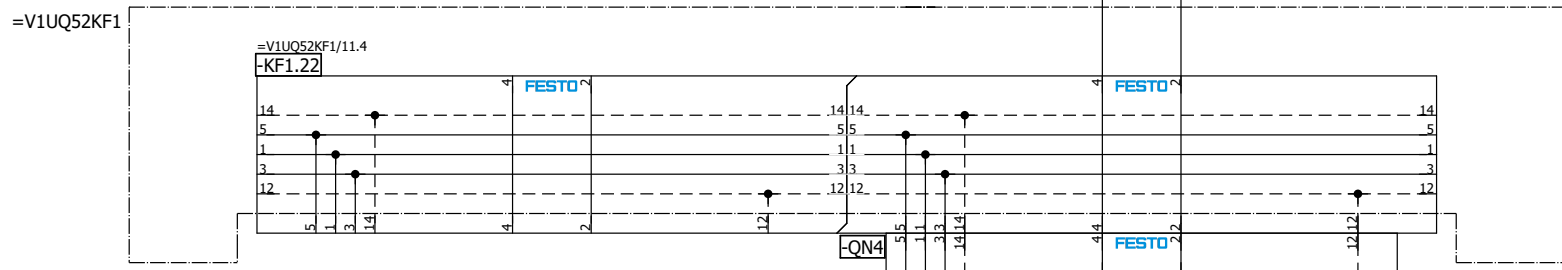 =V1UQ52KF1
=V1UQ52KF1/11.4
-KF1.22
4 FESTO 2 4 FESTO 2
14 14 14 14
5 5 5 5
1 1 1 1
3 3 3 3
12 12 12 12
5 1 3 14 4 2 12 5 1 3 14 4 2 12
-QN4
5 1 3 14 4 FESTO 2 12